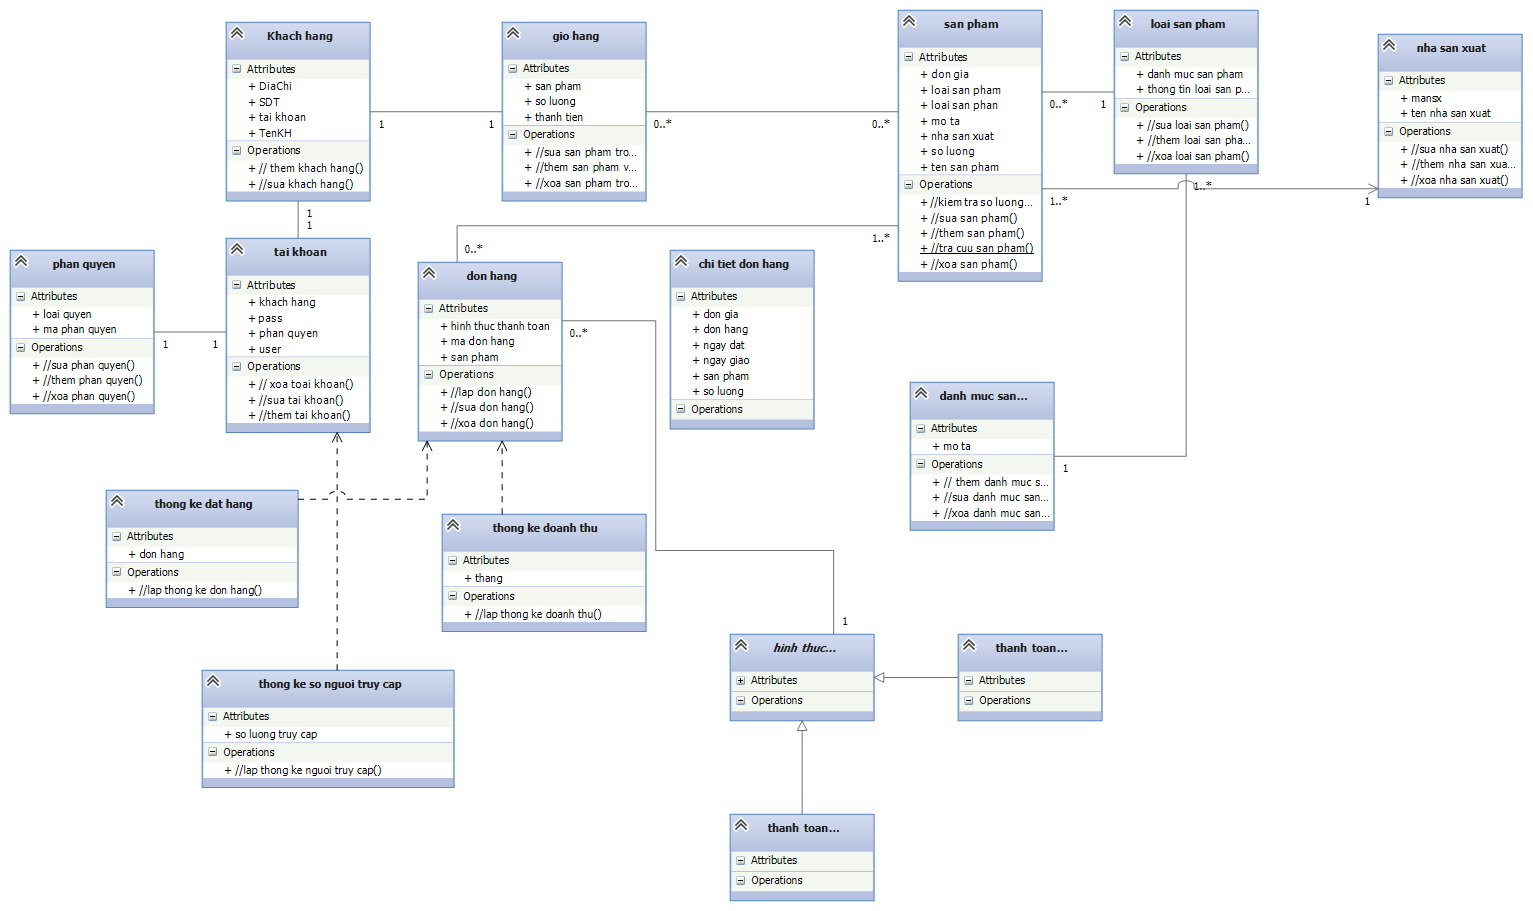 Khach hang
Attributes
+ DiaChi
+ SDT
+ tai khoan
+ TenKH
Operations
+ // them khach hang()
+ //sua khach hang()
1
1
gio hang
Attributes
+ san pham
+ so luong
+ thanh tien
Operations
+ //sua san pham tro...
+ //them san pham v...
+ //xoa san pham tro...
0..*
0..*
san pham
Attributes
+ don gia
+ loai san pham
+ loai san phan
+ mo ta
+ nha san xuat
+ so luong
+ ten san pham
Operations
+ //kiem tra so luong...
+ //sua san pham()
+ //them san pham()
+ //tra cuu san pham()
+ //xoa san pham()
0..*
1
loai san pham
Attributes
+ danh muc san pham
+ thong tin loai san p...
Operations
+ //sua loai san pham()
+ //them loai san pha...
+ //xoa loai san pham()
1..*
1..*
1
nha san xuat
Attributes
+ mansx
+ ten nha san xuat
Operations
+ //sua nha san xuat()
+ //them nha san xua...
+ //xoa nha san xuat()
1
1
phan quyen
Attributes
+ loai quyen
+ ma phan quyen
Operations
+ //sua phan quyen()
+ //them phan quyen()
+ //xoa phan quyen()
1
1
tai khoan
Attributes
+ khach hang
+ pass
+ phan quyen
+ user
Operations
+ // xoa toai khoan()
+ //sua tai khoan()
+ //them tai khoan()
0..*
1..*
don hang
Attributes
+ hinh thuc thanh toan
+ ma don hang
+ san pham
Operations
+ //lap don hang()
+ //sua don hang()
+ //xoa don hang()
0..*
chi tiet don hang
Attributes
+ don gia
+ don hang
+ ngay dat
+ ngay giao
+ san pham
+ so luong
Operations
danh muc san...
Attributes
+ mo ta
Operations
+ // them danh muc s...
+ //sua danh muc san...
+ //xoa danh muc san...
1
thong ke dat hang
Attributes
+ don hang
Operations
+ //lap thong ke don hang()
thong ke doanh thu
Attributes
+ thang
Operations
+ //lap thong ke doanh thu()
1
thong ke so nguoi truy cap
Attributes
+ so luong truy cap
Operations
+ //lap thong ke nguoi truy cap()
hinh thuc...
Attributes
Operations
thanh toan...
Attributes
Operations
thanh toan...
Attributes
Operations